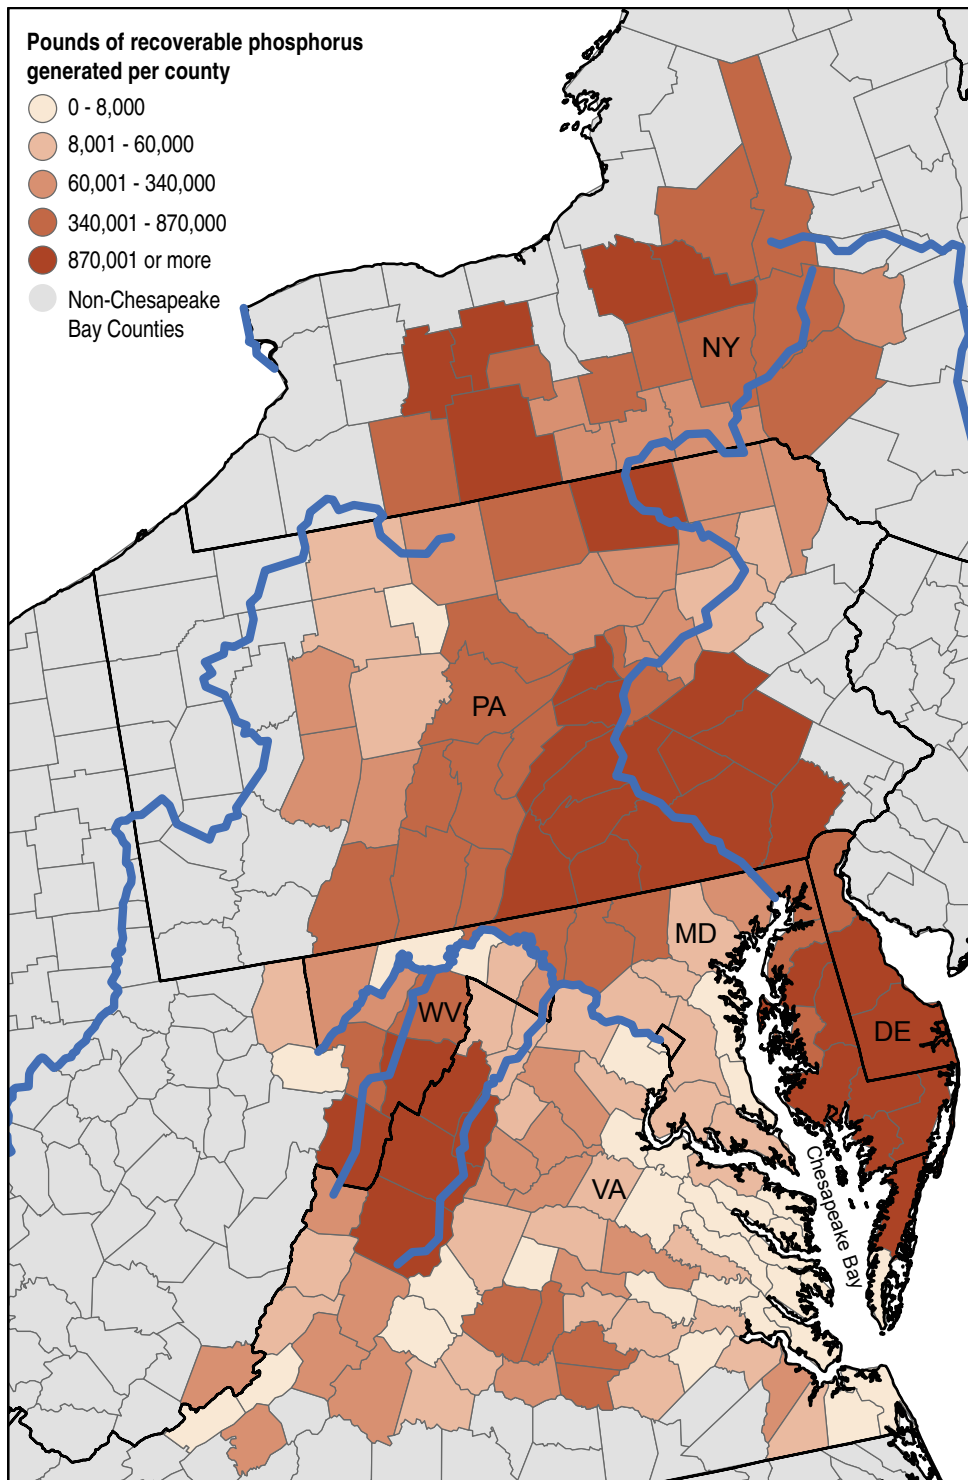 Pounds of recoverable phosphorus
generated per county
0 - 8,000
8,001 - 60,000
60,001 - 340,000
340,001 - 870,000
870,001 or more
Non-Chesapeake
Bay Counties
NY
PA
MD
WV
DE
VA
Chesapeake Bay